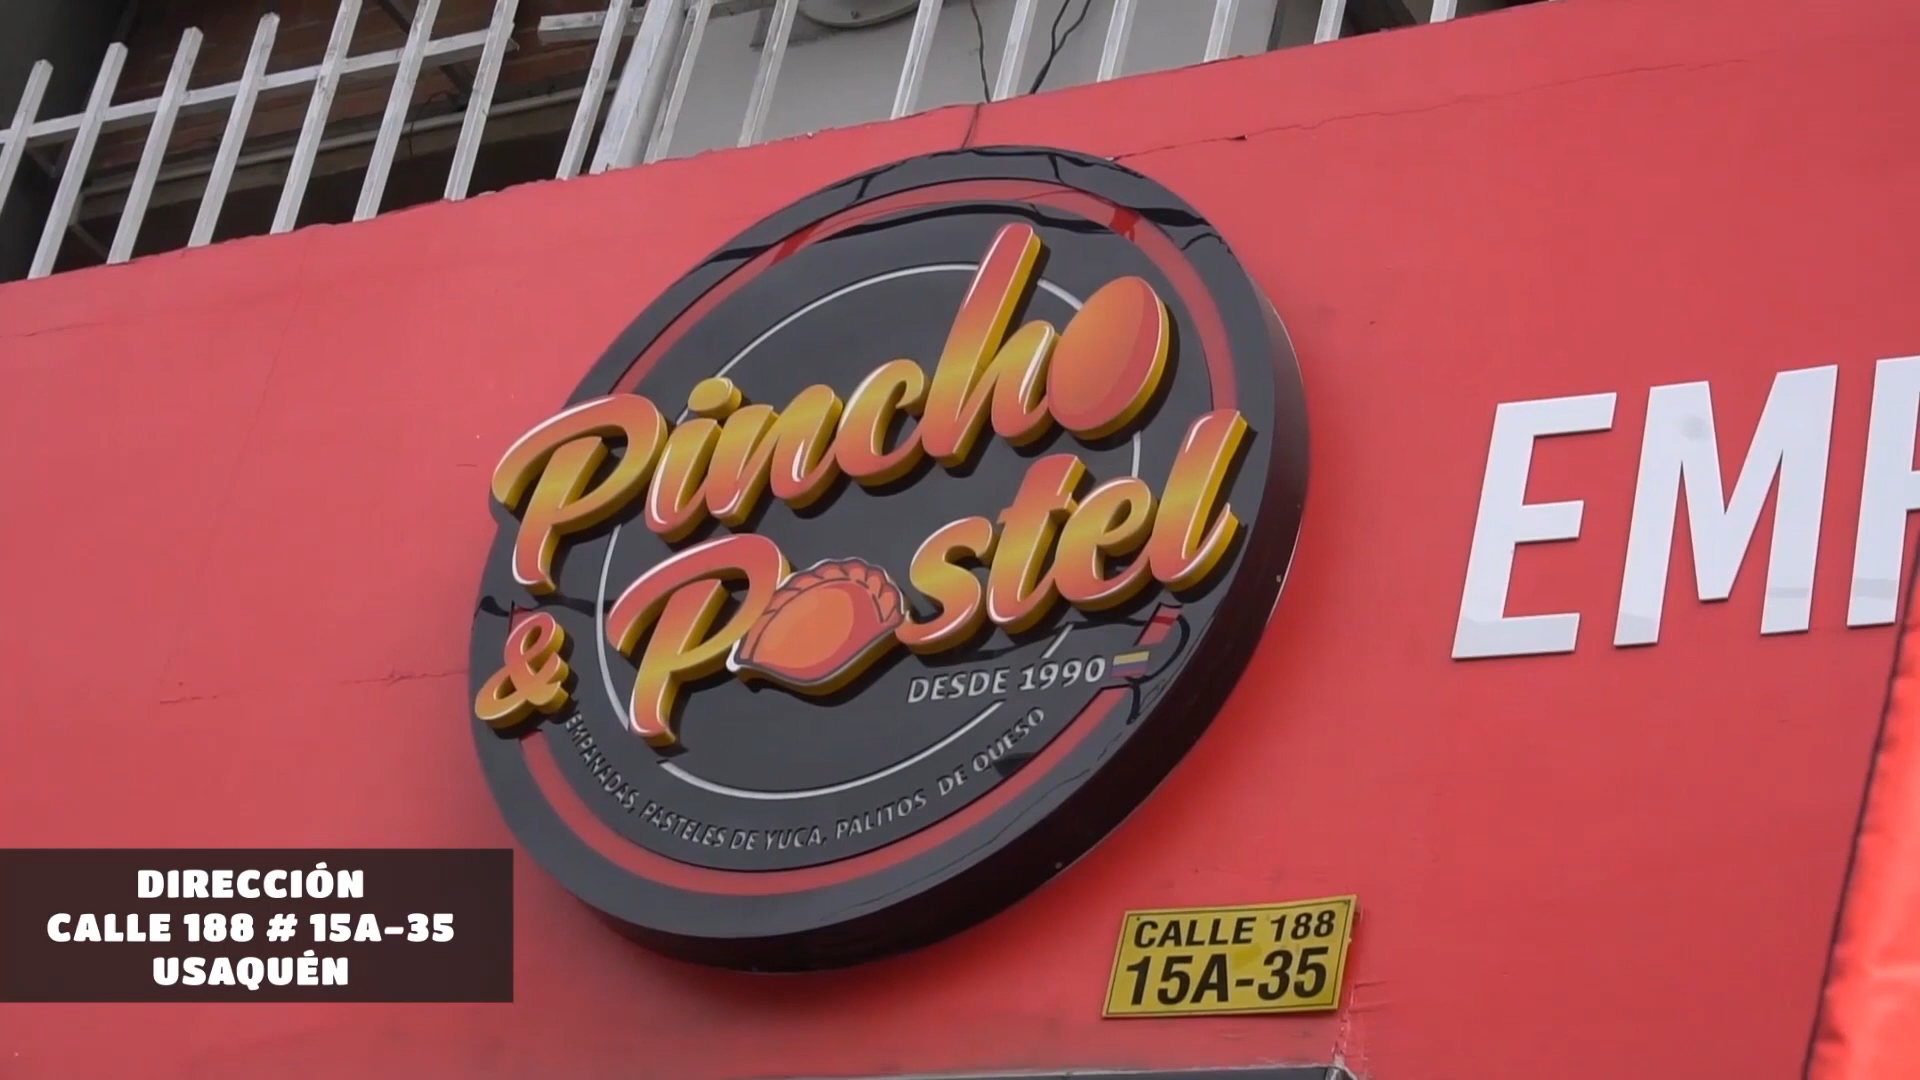 Pincho
& Pastel
DESDE 1990
EMPANADAS, PASTELES DE YUCA, PALITOS DE QUESO
EMP
CALLE 188
15A-35
DIRECCIÓN
CALLE 188 # 15A-35
USAQUÉN